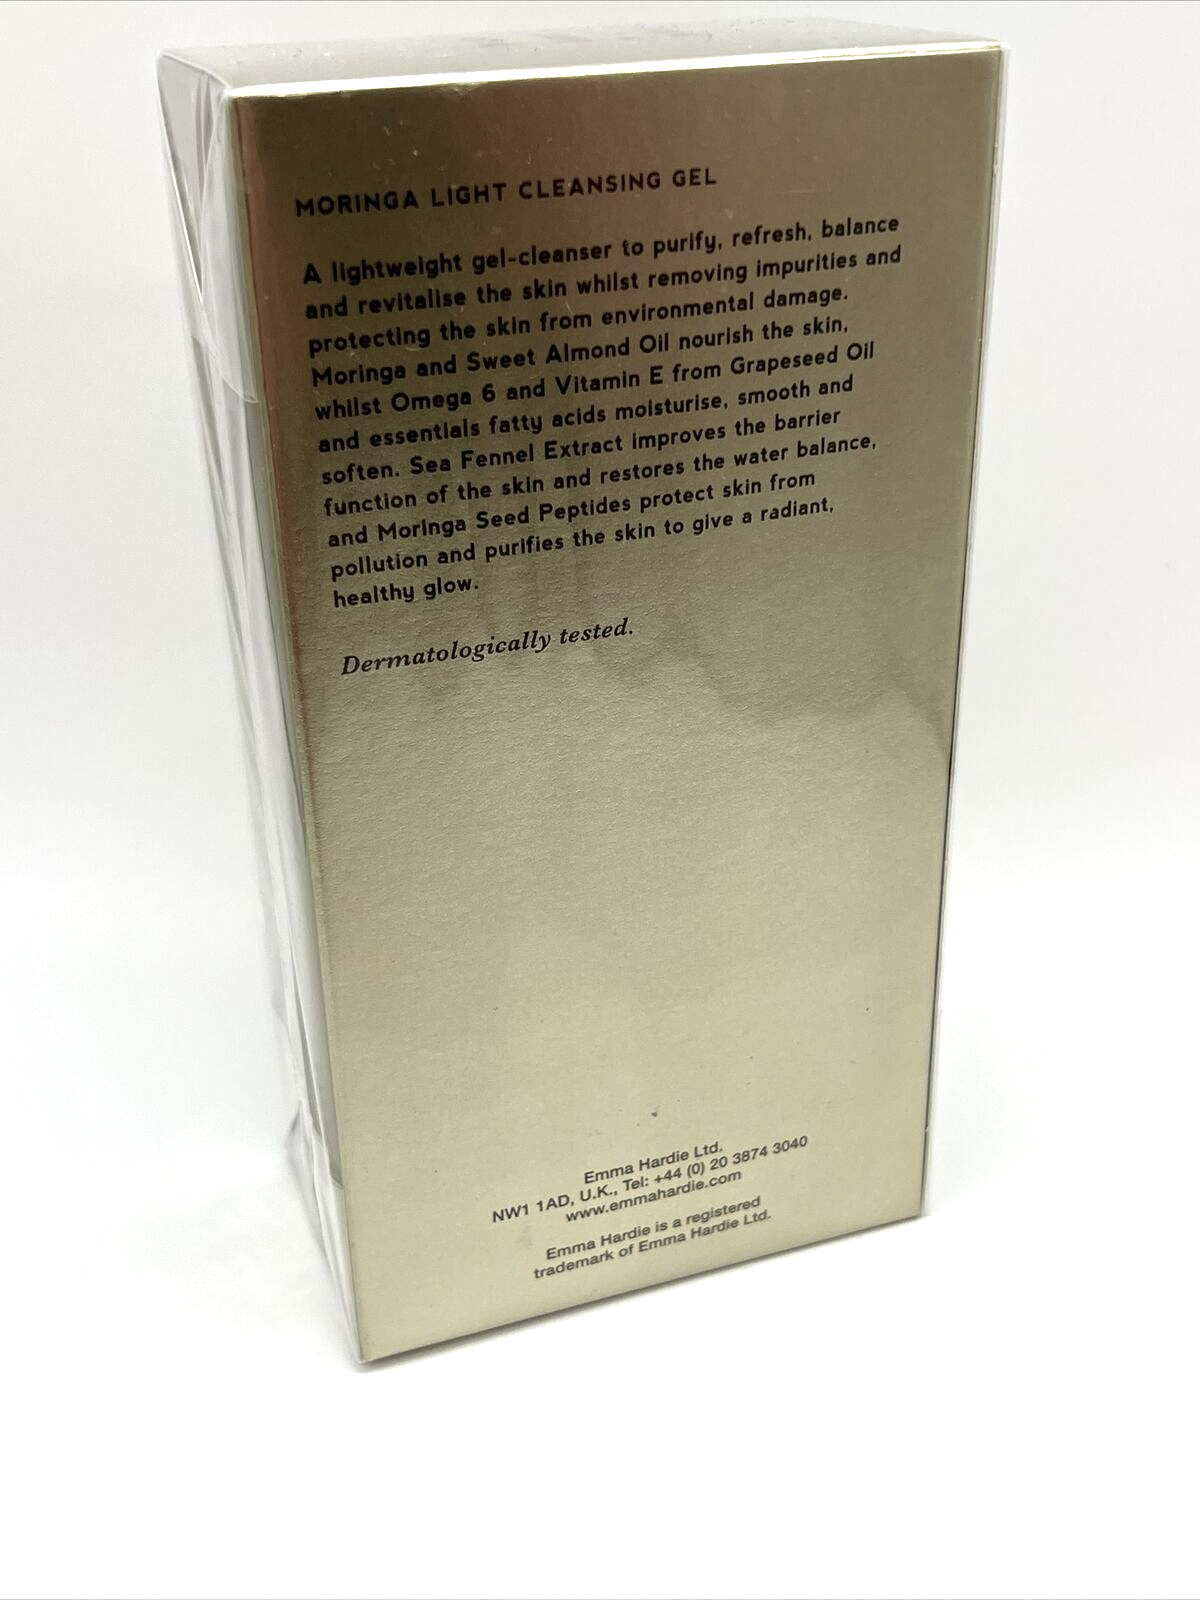 MORINGA LIGHT CLEANSING GEL
A lightweight gel-cleanser to purify, refresh, balance
and revitalise the skin whilst removing impurities and
protecting the skin from environmental damage.
Moringa and Sweet Almond Oil nourish the skin,
whilst Omega 6 and Vitamin E from Grapeseed Oil
and essentials fatty acids moisturise, smooth and
soften. Sea Fennel Extract improves the barrier
function of the skin and restores the water balance,
and Moringa Seed Peptides protect skin from
pollution and purifies the skin to give a radiant,
healthy glow.
Dermatologically tested.
Emma Hardie Ltd.
NW1 1AD, U.K., Tel: +44 (0) 20 3874 3040
www.emmahardie.com
Emma Hardie is a registered
trademark of Emma Hardie Ltd.